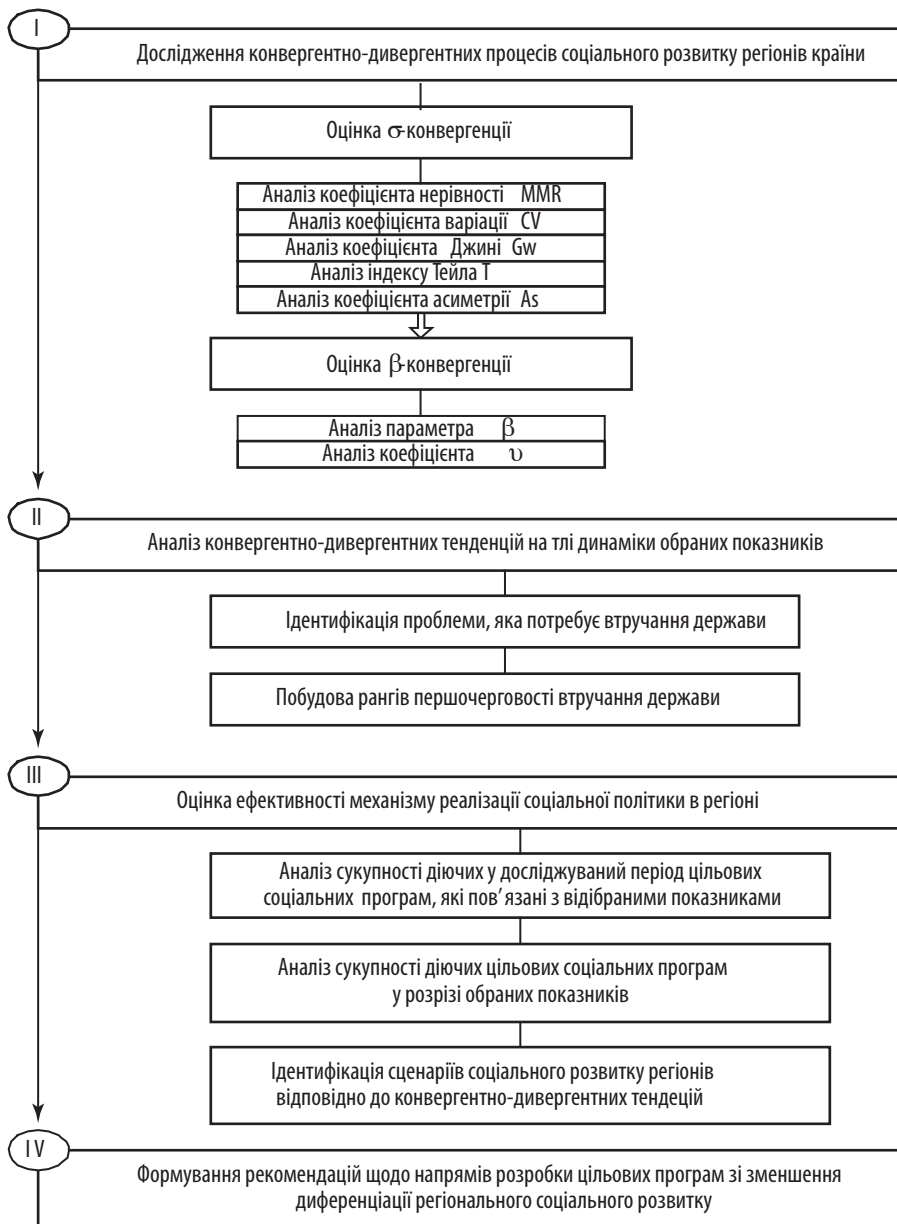 I
Дослідження конвергентно-дивергентних процесів соціального розвитку регіонів країни
Оцінка σ-конвергенції
Аналіз коефіцієнта нерівності MMR
Аналіз коефіцієнта варіації CV
Аналіз коефіцієнта Джині Gw
Аналіз індексу Тейла T
Аналіз коефіцієнта асиметрії As
Оцінка β-конвергенції
Аналіз параметра β
Аналіз коефіцієнта υ
II
Аналіз конвергентно-дивергентних тенденцій на тлі динаміки обраних показників
Ідентифікація проблеми, яка потребує втручання держави
Побудова рангів першочерговості втручання держави
III
Оцінка ефективності механізму реалізації соціальної політики в регіоні
Аналіз сукупності діючих у досліджуваний період цільових
соціальних програм, які пов’язані з відібраними показниками
Аналіз сукупності діючих цільових соціальних програм
у розрізі обраних показників
Ідентифікація сценаріїв соціального розвитку регіонів
відповідно до конвергентно-дивергентних тендецій
IV
Формування рекомендацій щодо напрямів розробки цільових програм зі зменшення
диференціації регіонального соціального розвитку